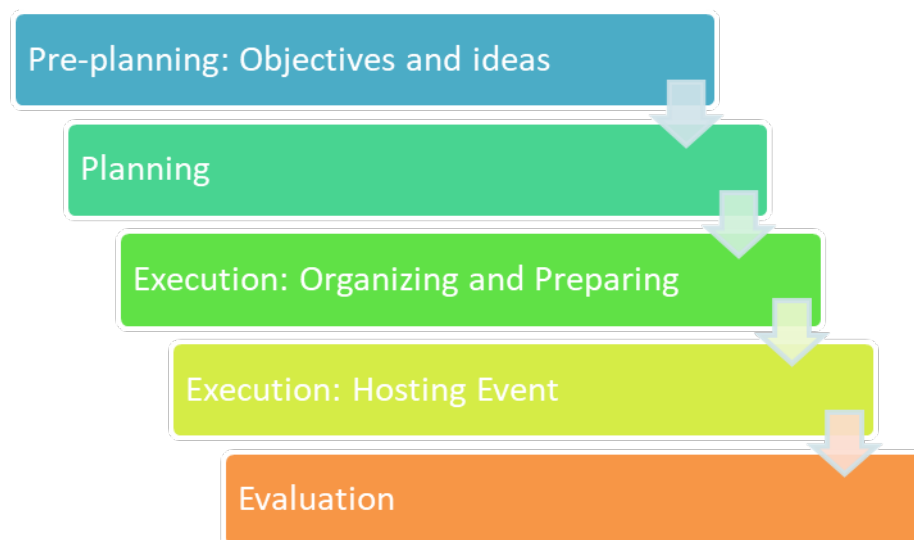 Pre-planning: Objectives and ideas
Planning
Execution: Organizing and Preparing
Execution: Hosting Event
Evaluation